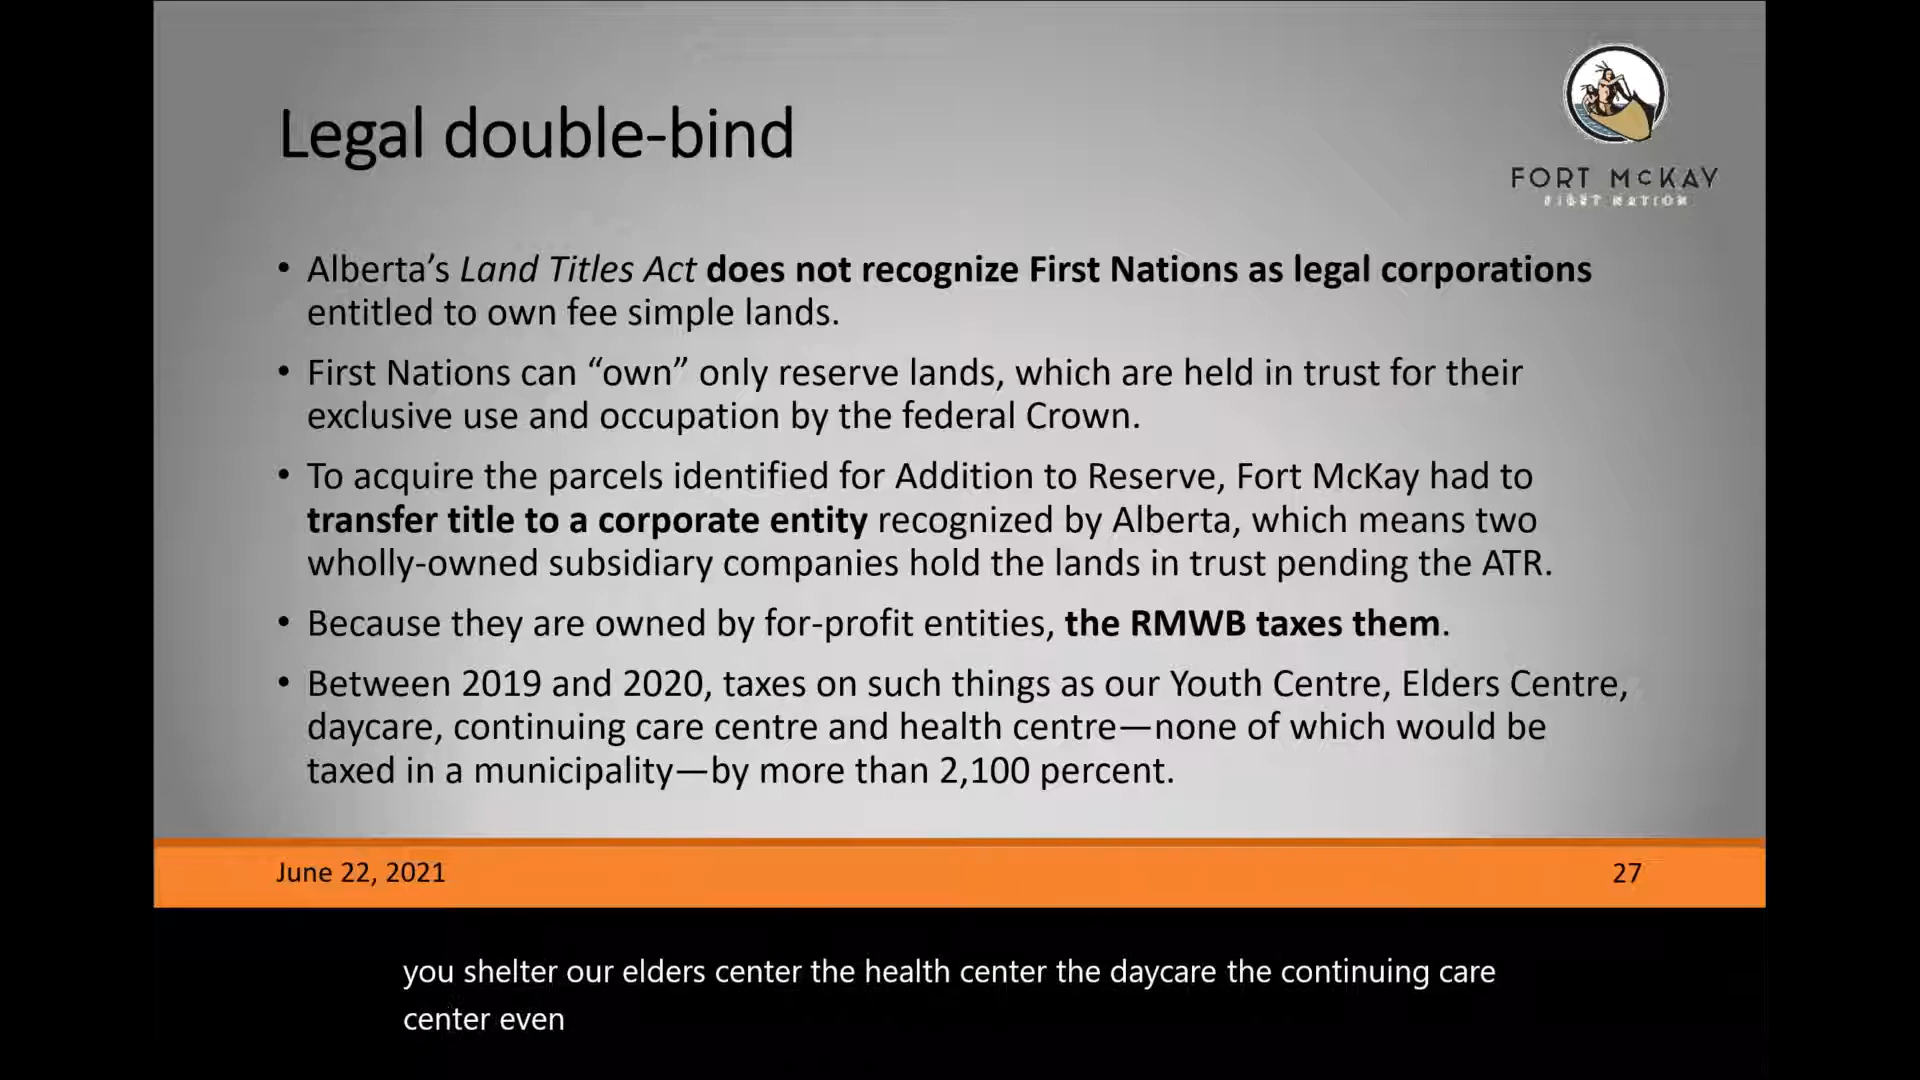 Legal double-bind
FORT McKAY
FIRST NATION
• Alberta’s Land Titles Act does not recognize First Nations as legal corporations
entitled to own fee simple lands.
• First Nations can “own” only reserve lands, which are held in trust for their
exclusive use and occupation by the federal Crown.
• To acquire the parcels identified for Addition to Reserve, Fort McKay had to
transfer title to a corporate entity recognized by Alberta, which means two
wholly-owned subsidiary companies hold the lands in trust pending the ATR.
• Because they are owned by for-profit entities, the RMWB taxes them.
• Between 2019 and 2020, taxes on such things as our Youth Centre, Elders Centre,
daycare, continuing care centre and health centre—none of which would be
taxed in a municipality—by more than 2,100 percent.
June 22, 2021
27
you shelter our elders center the health center the daycare the continuing care
center even